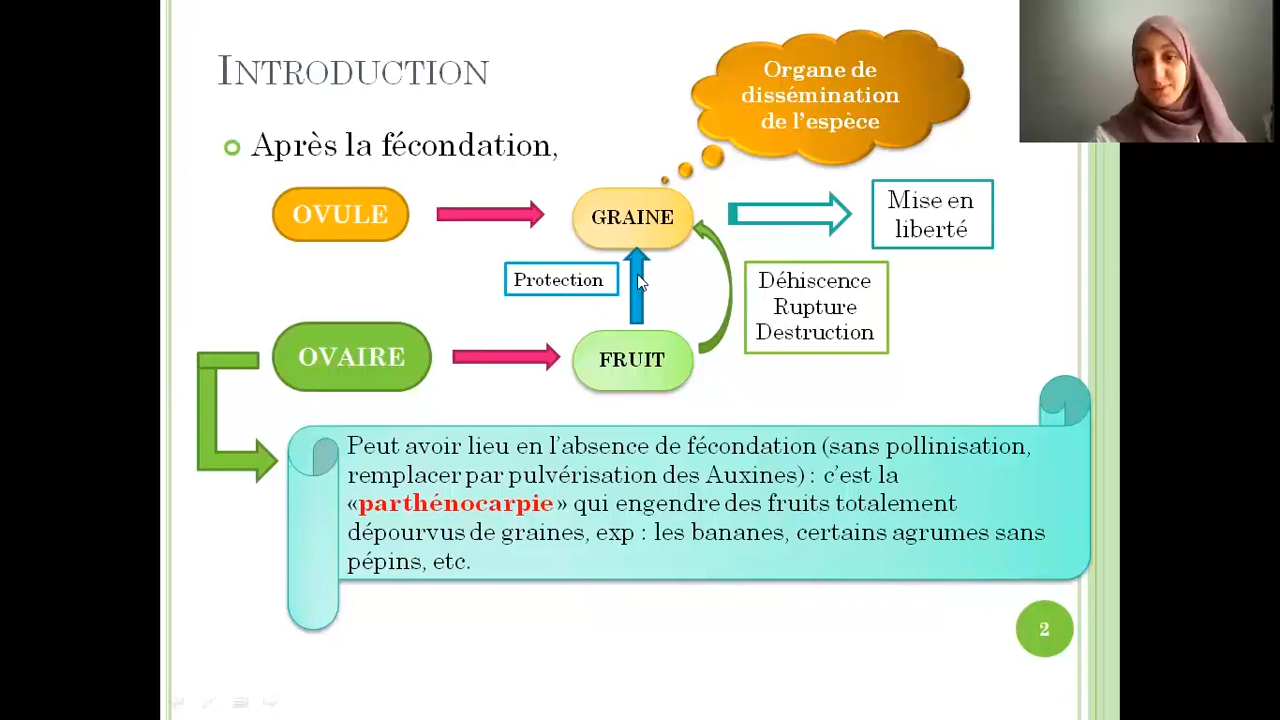 INTRODUCTION
Organe de
dissémination
de l'espèce
Après la fécondation,
OVULE
GRAINE
Mise en
liberté
Protection
Déhiscence
Rupture
Destruction
OVAIRE
FRUIT
Peut avoir lieu en l'absence de fécondation (sans pollinisation,
remplacer par pulvérisation des Auxines) : c'est la
«parthénocarpie» qui engendre des fruits totalement
dépourvus de graines, exp : les bananes, certains agrumes sans
pépins, etc.
2